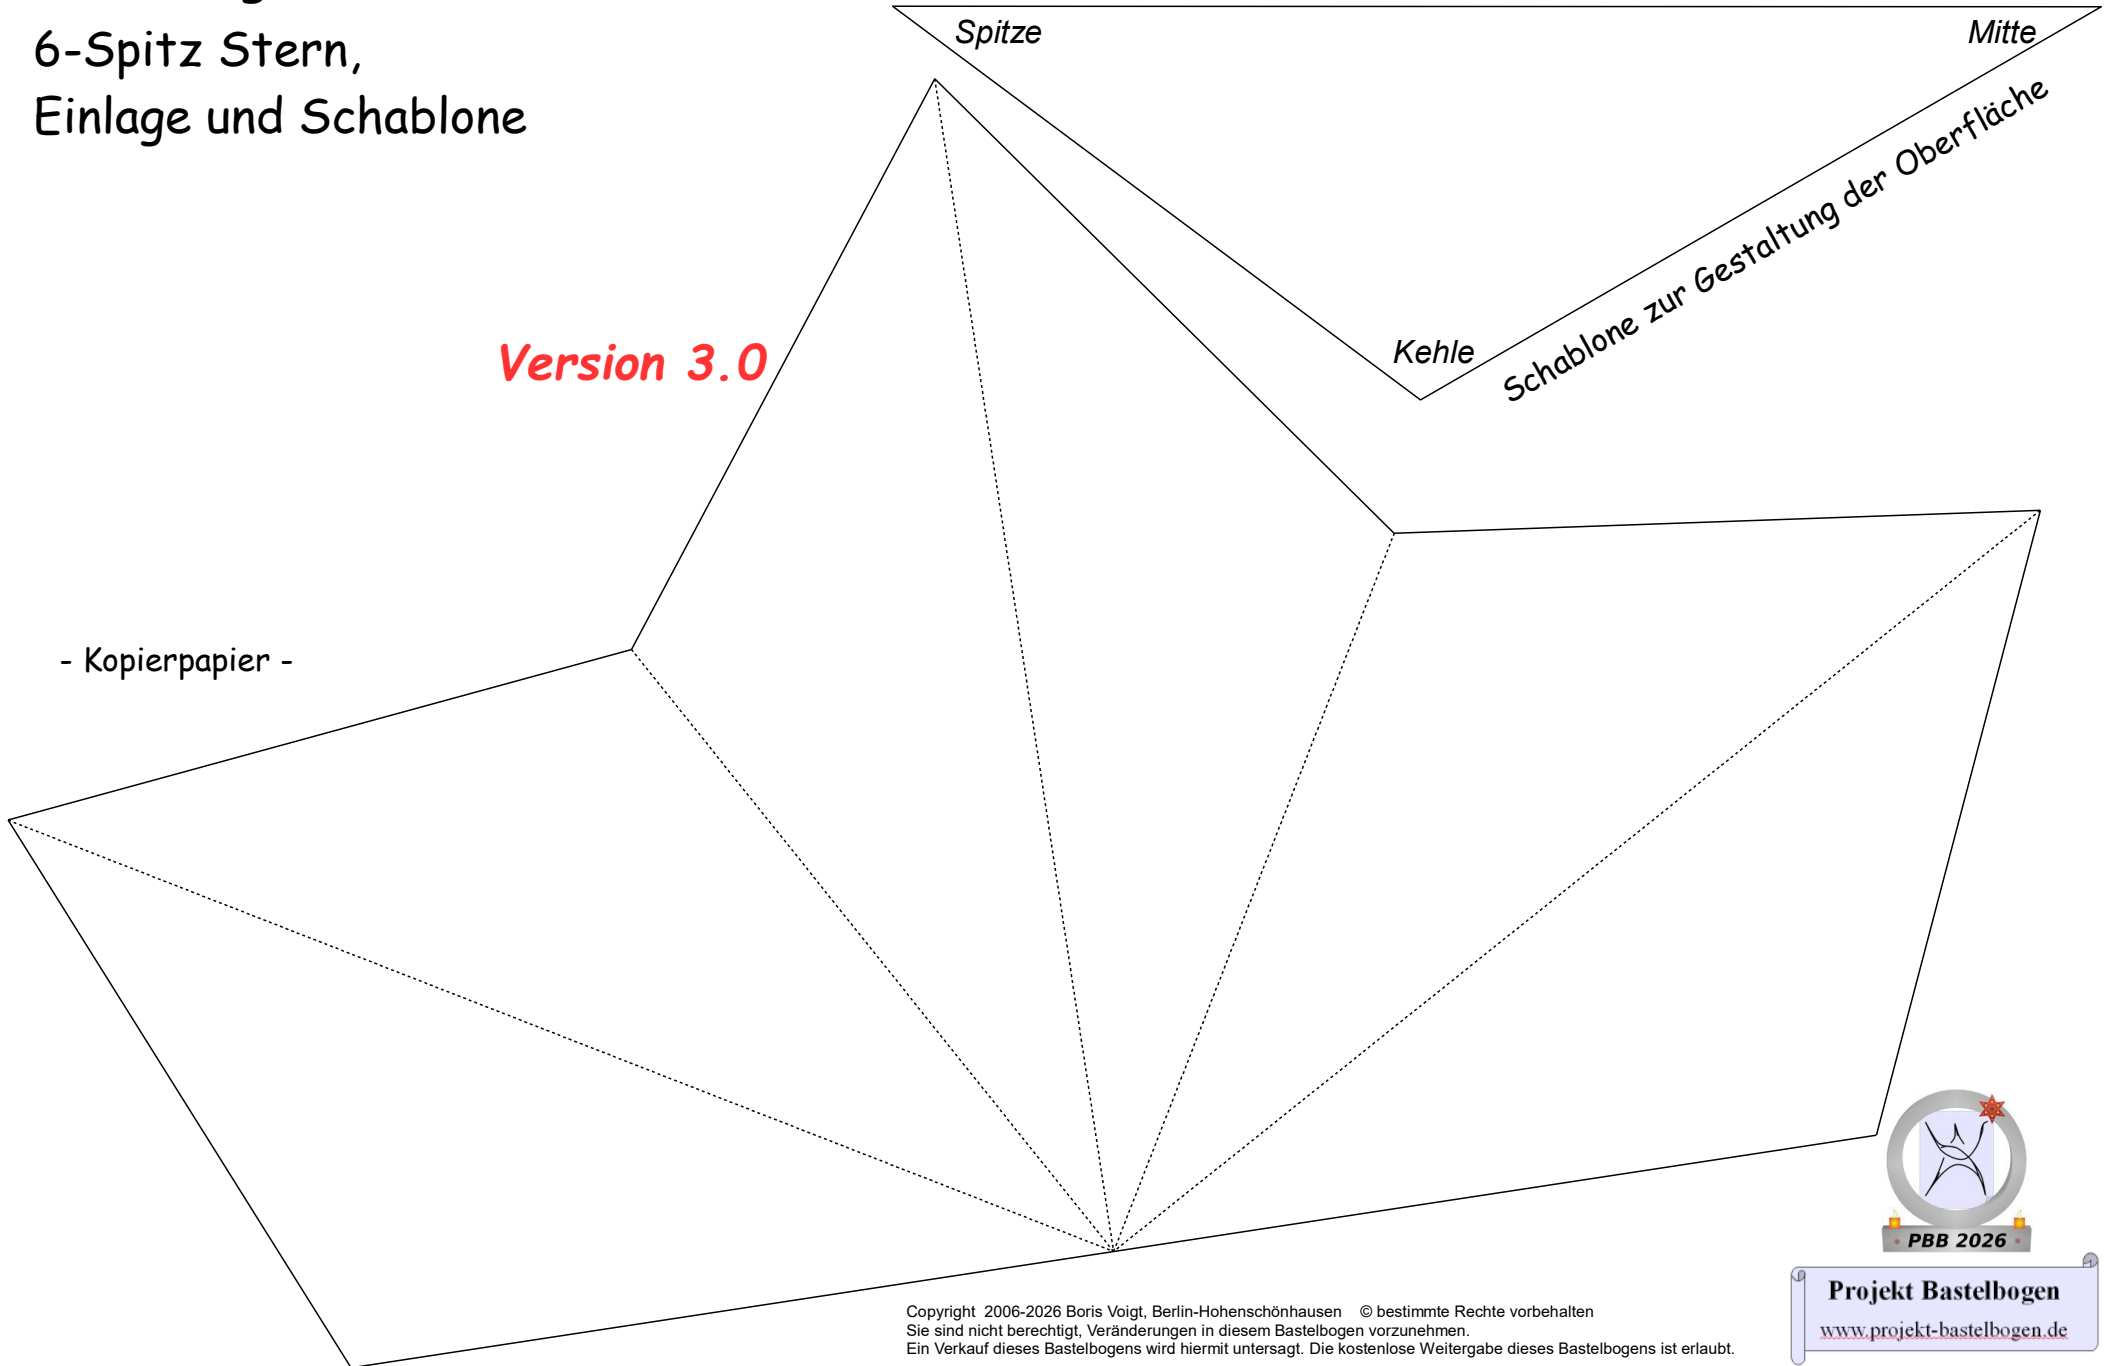 6-Spitz Stern,
Einlage und Schablone
Spitze
Mitte
Kehle
Schablone zur Gestaltung der Oberfläche
Version 3.0
- Kopierpapier -
PBB 2026
Projekt Bastelbogen
www.projekt-bastelbogen.de
Copyright 2006-2026 Boris Voigt, Berlin-Hohenschönhausen © bestimmte Rechte vorbehalten
Sie sind nicht berechtigt, Veränderungen in diesem Bastelbogen vorzunehmen.
Ein Verkauf dieses Bastelbogens wird hiermit untersagt. Die kostenlose Weitergabe dieses Bastelbogens ist erlaubt.